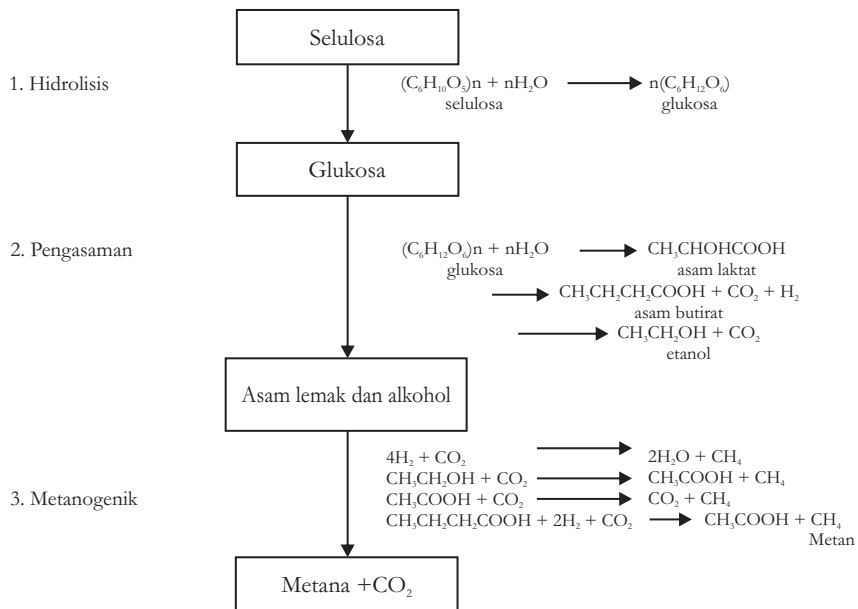 Selulosa
1. Hidrolisis
(C₆H₁₀O₅)n + nH₂O n(C₆H₁₂O₆)
selulosa glukosa
Glukosa
2. Pengasaman
(C₆H₁₂O₆)n + nH₂O CH₃CHOHCOOH
glukosa asam laktat
CH₃CH₂CH₂COOH + CO₂ + H₂
asam butirat
CH₃CH₂OH + CO₂
etanol
Asam lemak dan alkohol
3. Metanogenik
4H₂ + CO₂ 2H₂O + CH₄
CH₃CH₂OH + CO₂ CH₃COOH + CH₄
CH₃COOH + CO₂ CO₂ + CH₄
CH₃CH₂CH₂COOH + 2H₂ + CO₂ CH₃COOH + CH₄
Metan
Metana +CO₂